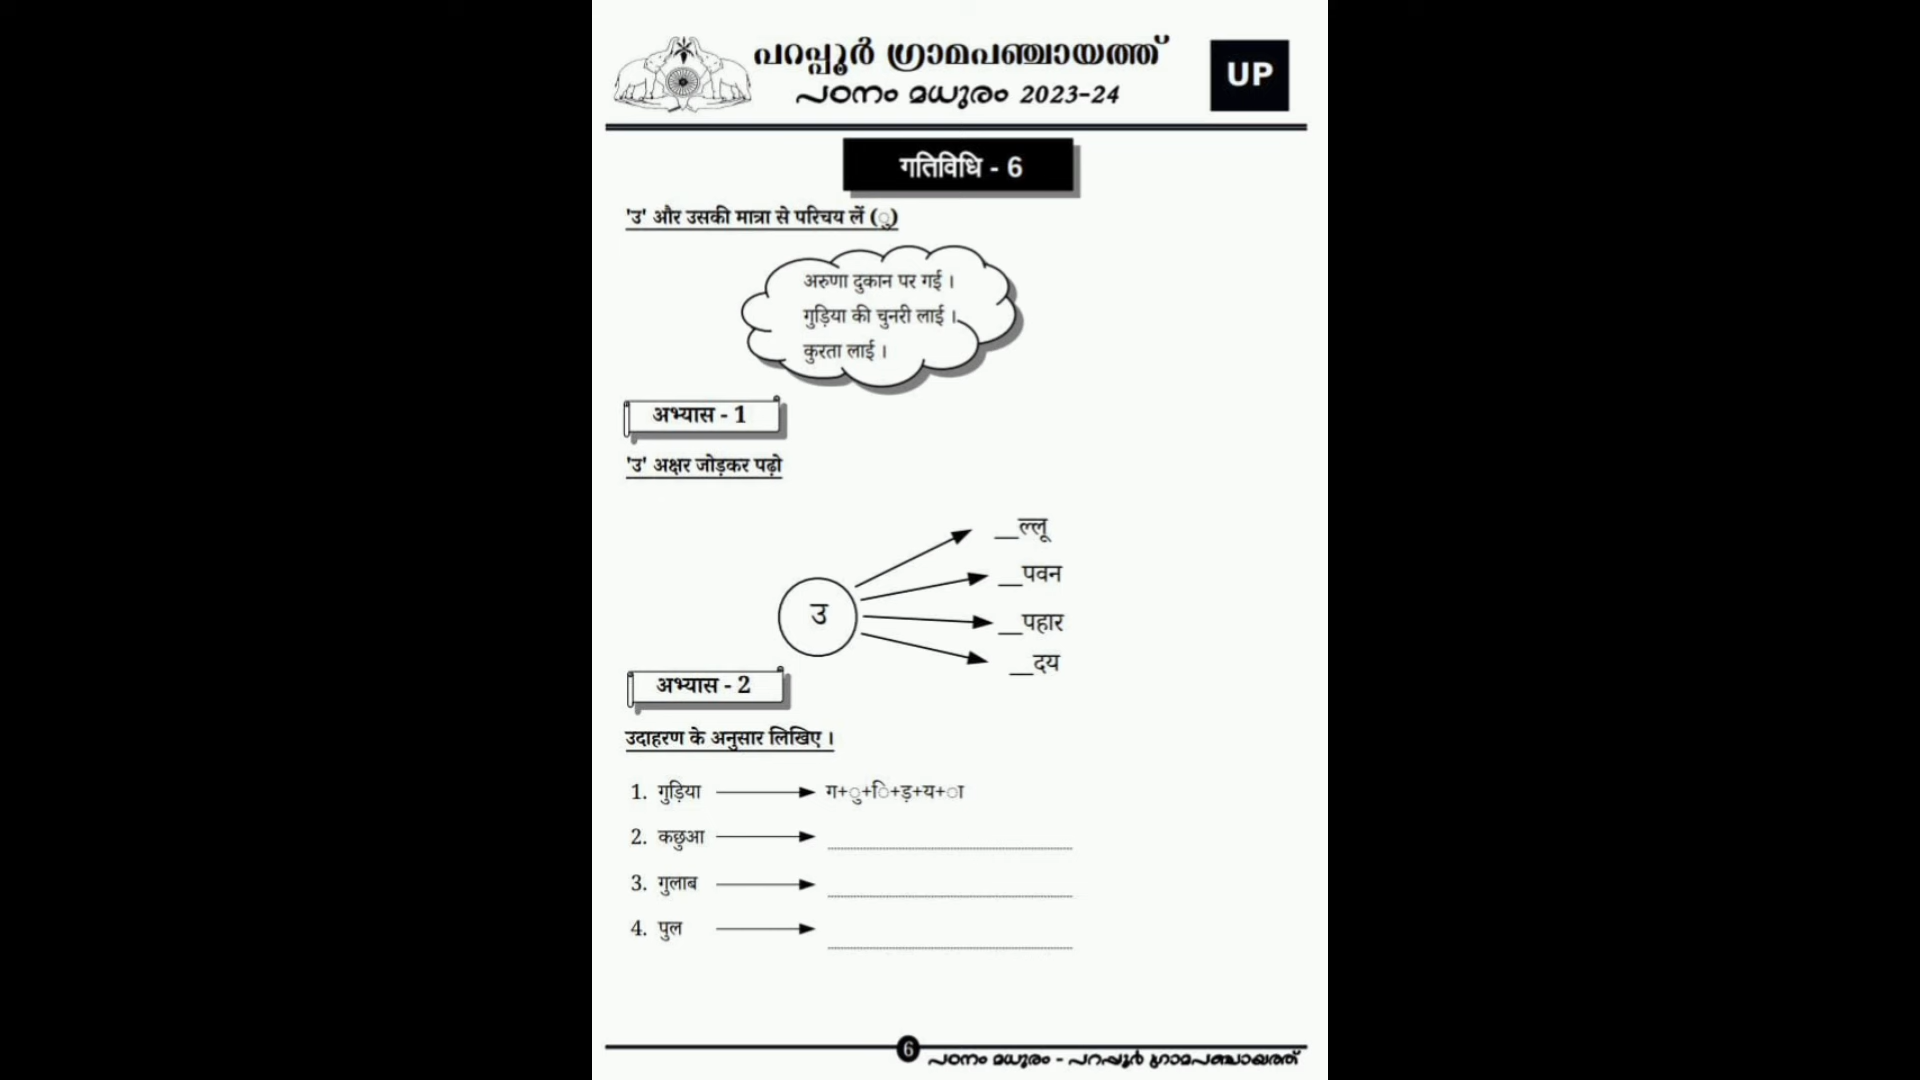 പറപ്പൂർ ഗ്രാമപഞ്ചായത്ത്
പഠനം മധുരം 2023-24
UP
गतिविधि - 6
'उ' और उसकी मात्रा से परिचय लें (ु)
अरुणा दुकान पर गई ।
गुड़िया की चुनरी लाई ।
कुरता लाई ।
अभ्यास - 1
'उ' अक्षर जोड़कर पढ़ो
__ल्लू
__पवन
उ
__पहार
__दय
अभ्यास - 2
उदाहरण के अनुसार लिखिए ।
1. गुड़िया ग+ु+ि+ड़+य+ा
2. कछुआ
3. गुलाब
4. पुल
6
പഠനം മധുരം - പറപ്പൂർ ഗ്രാമപഞ്ചായത്ത്